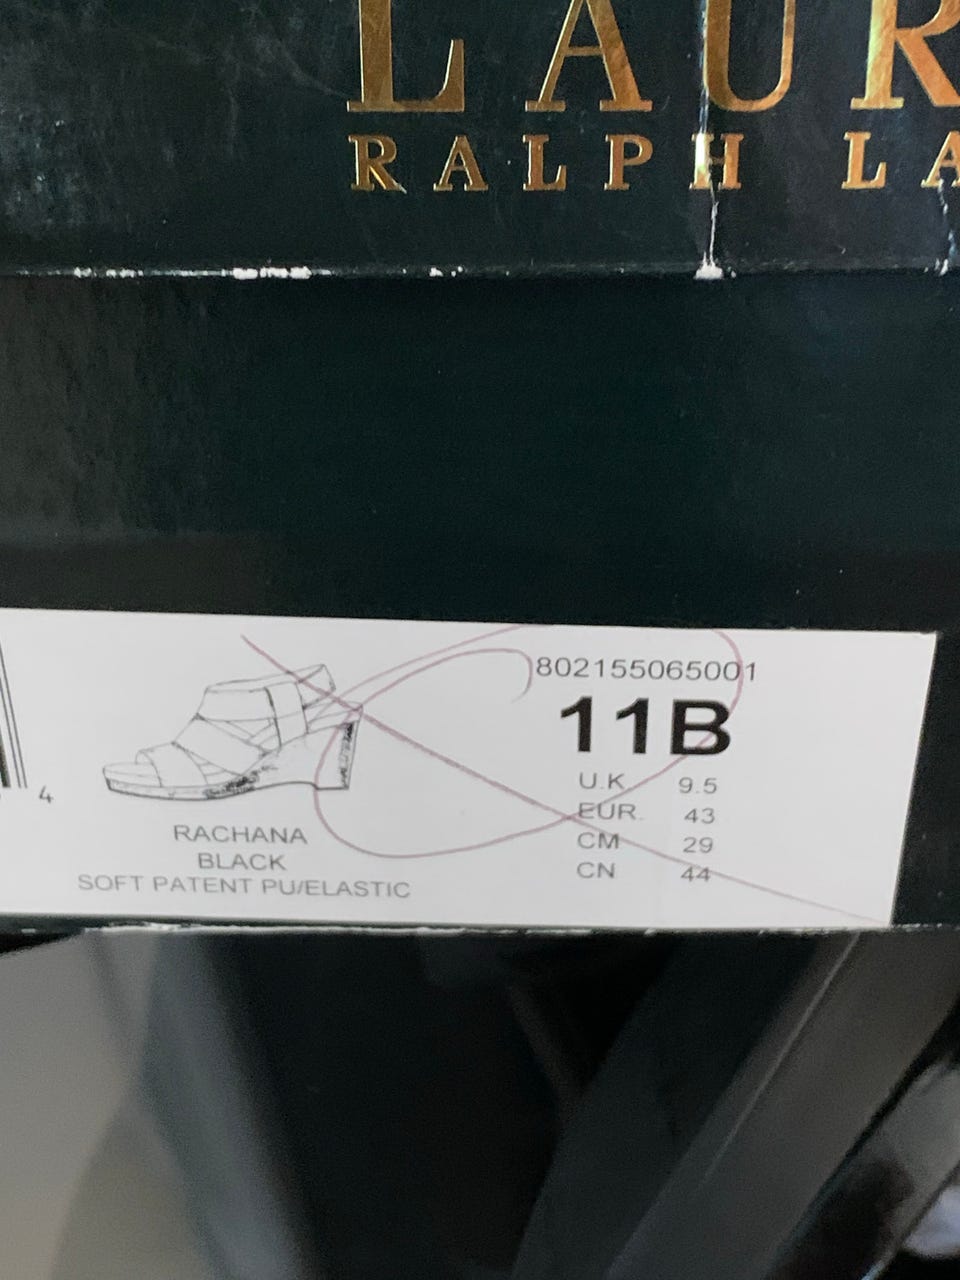 LAUR
RALPH LA
802155065001
11B
U.K 9.5
EUR. 43
CM 29
CN 44
4
RACHANA
BLACK
SOFT PATENT PU/ELASTIC